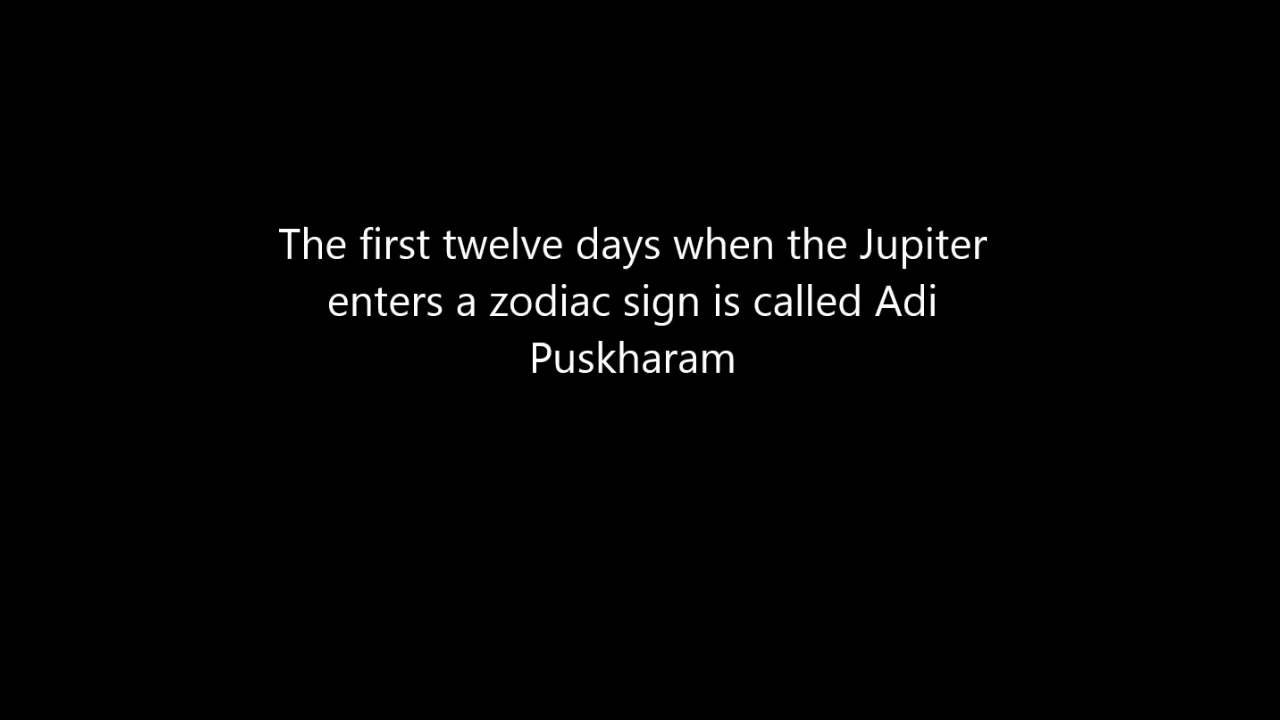 The first twelve days when the Jupiter
enters a zodiac sign is called Adi
Puskharam